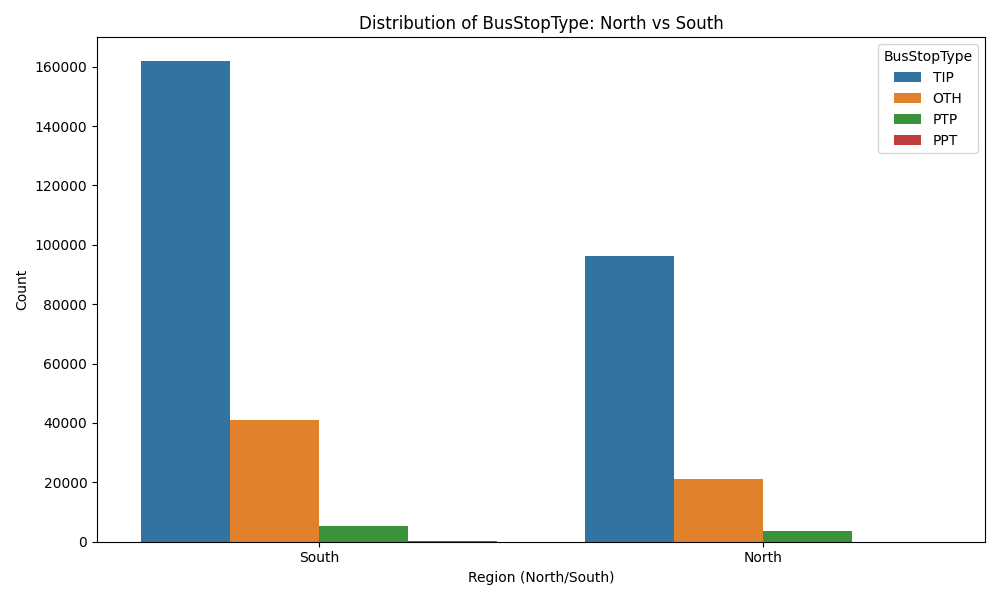 Distribution of BusStopType: North vs South
BusStopType
TIP
OTH
PTP
PPT
Count
160000
140000
120000
100000
80000
60000
40000
20000
0
South
North
Region (North/South)